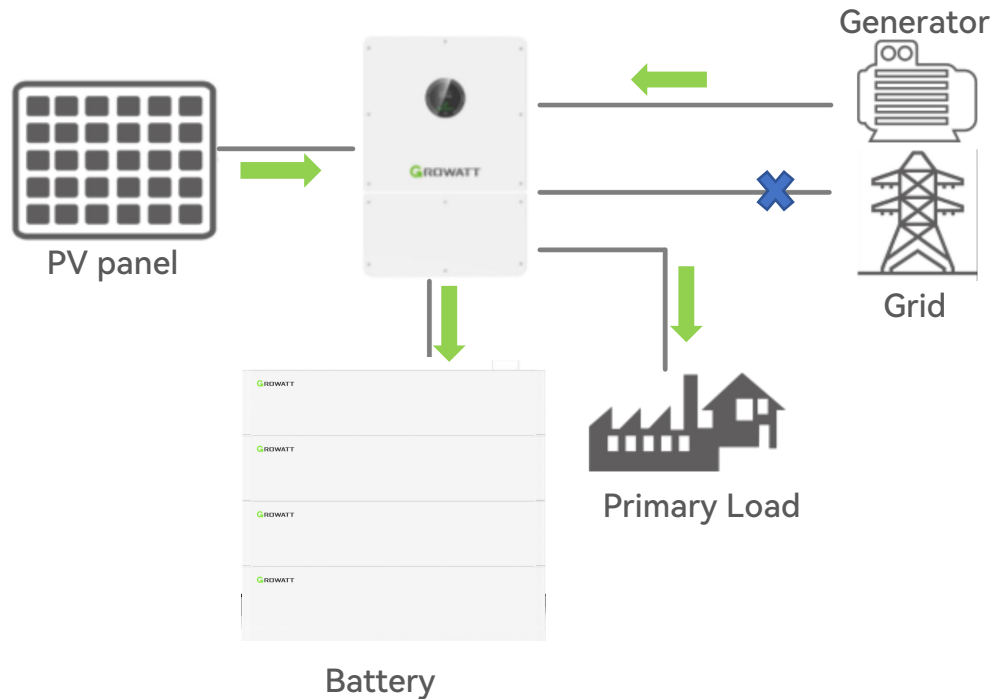 Generator
GROWATT
PV panel
Grid
GROWATT
GROWATT
GROWATT
GROWATT
Primary Load
Battery